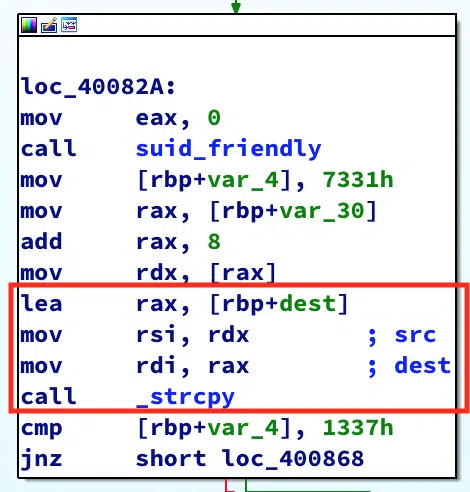 loc_40082A:
mov eax, 0
call suid_friendly
mov [rbp+var_4], 7331h
mov rax, [rbp+var_30]
add rax, 8
mov rdx, [rax]
lea rax, [rbp+dest]
mov rsi, rdx ; src
mov rdi, rax ; dest
call _strcpy
cmp [rbp+var_4], 1337h
jnz short loc_400868